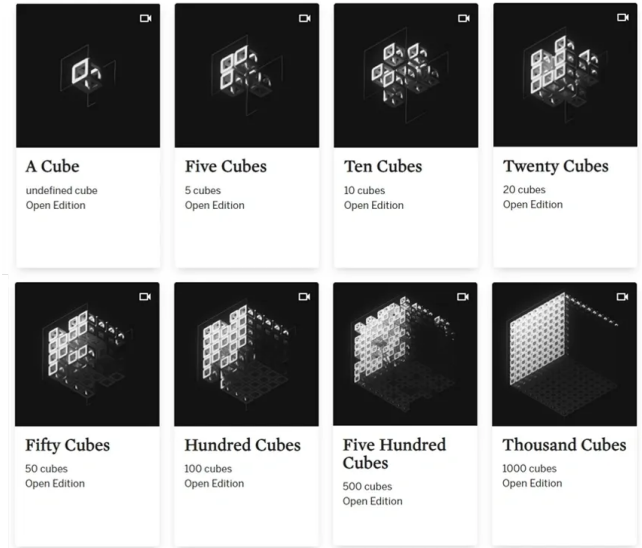 A Cube
undefined cube
Open Edition
Five Cubes
5 cubes
Open Edition
Ten Cubes
10 cubes
Open Edition
Twenty Cubes
20 cubes
Open Edition
Fifty Cubes
50 cubes
Open Edition
Hundred Cubes
100 cubes
Open Edition
Five Hundred
Cubes
500 cubes
Open Edition
Thousand Cubes
1000 cubes
Open Edition